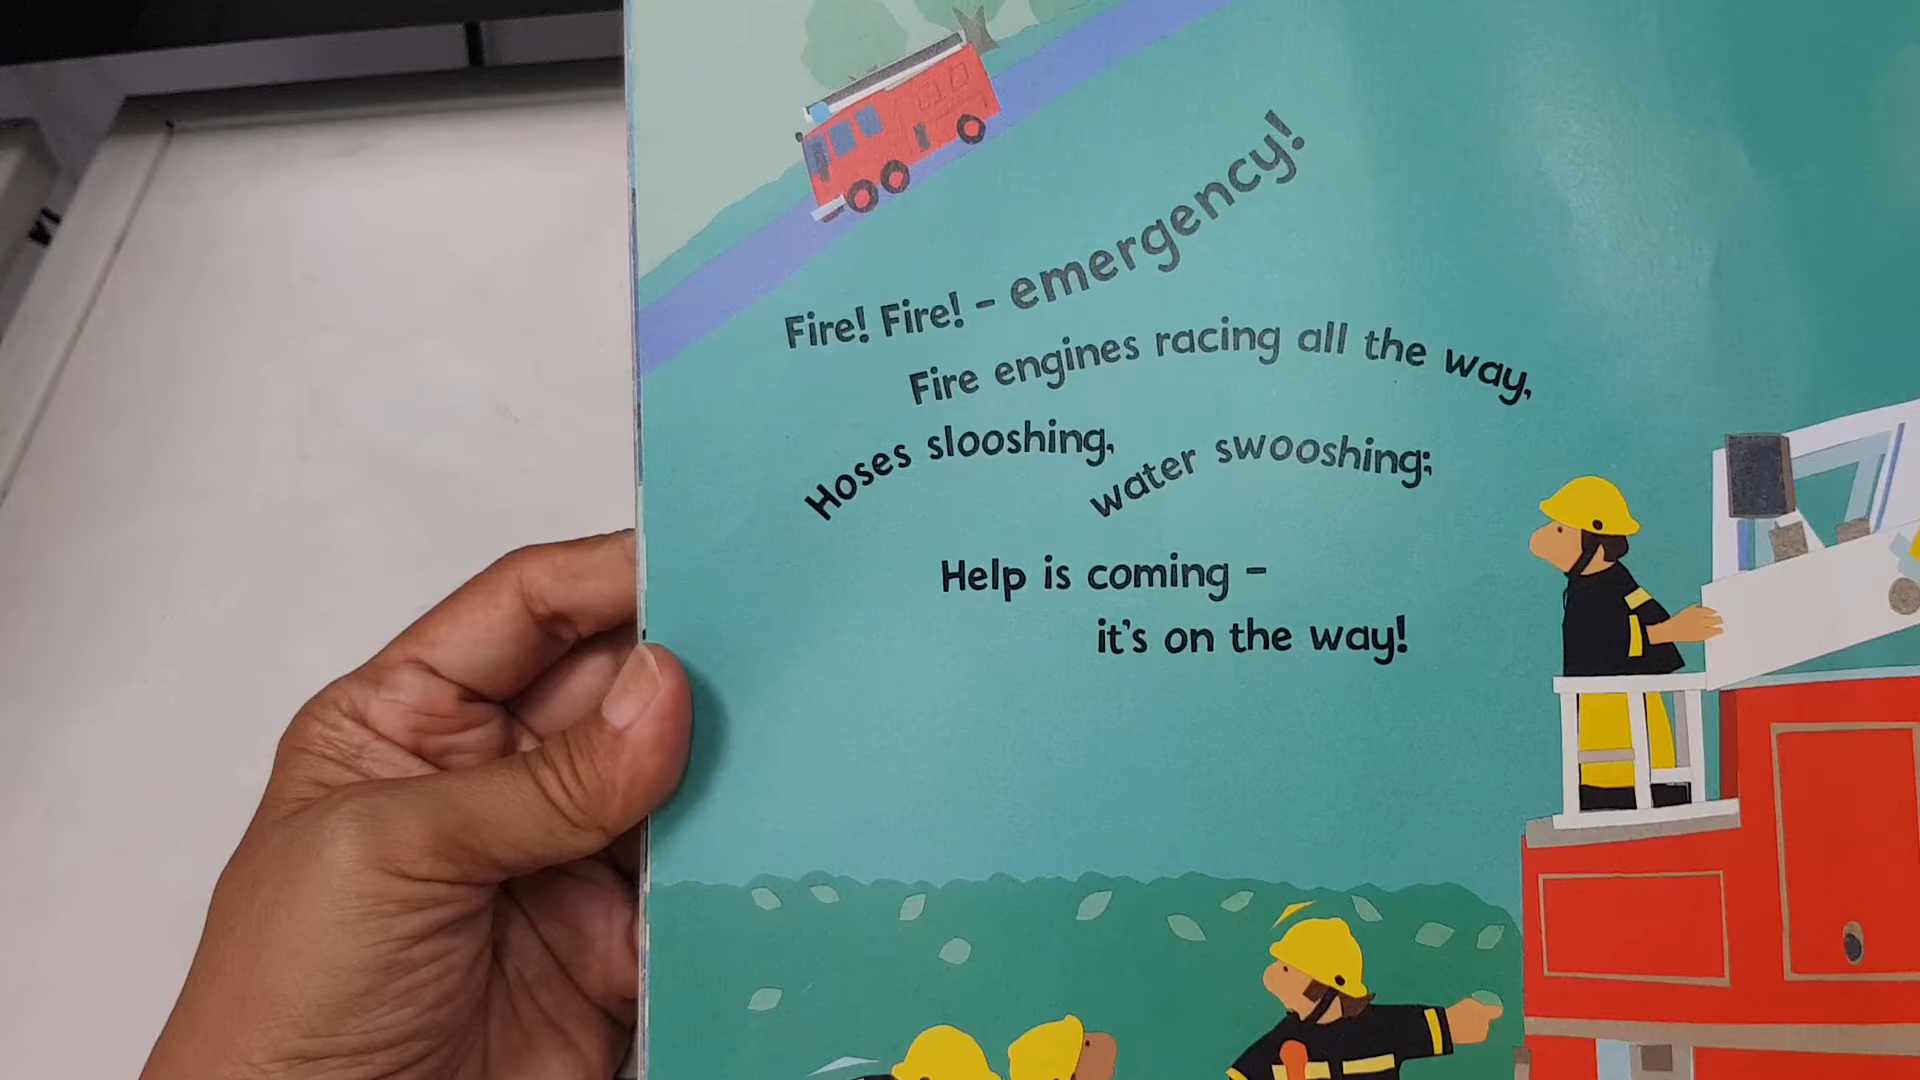 Fire! Fire! – emergency!
Fire engines racing all the way,
Hoses slooshing,
water swooshing;
Help is coming –
it's on the way!